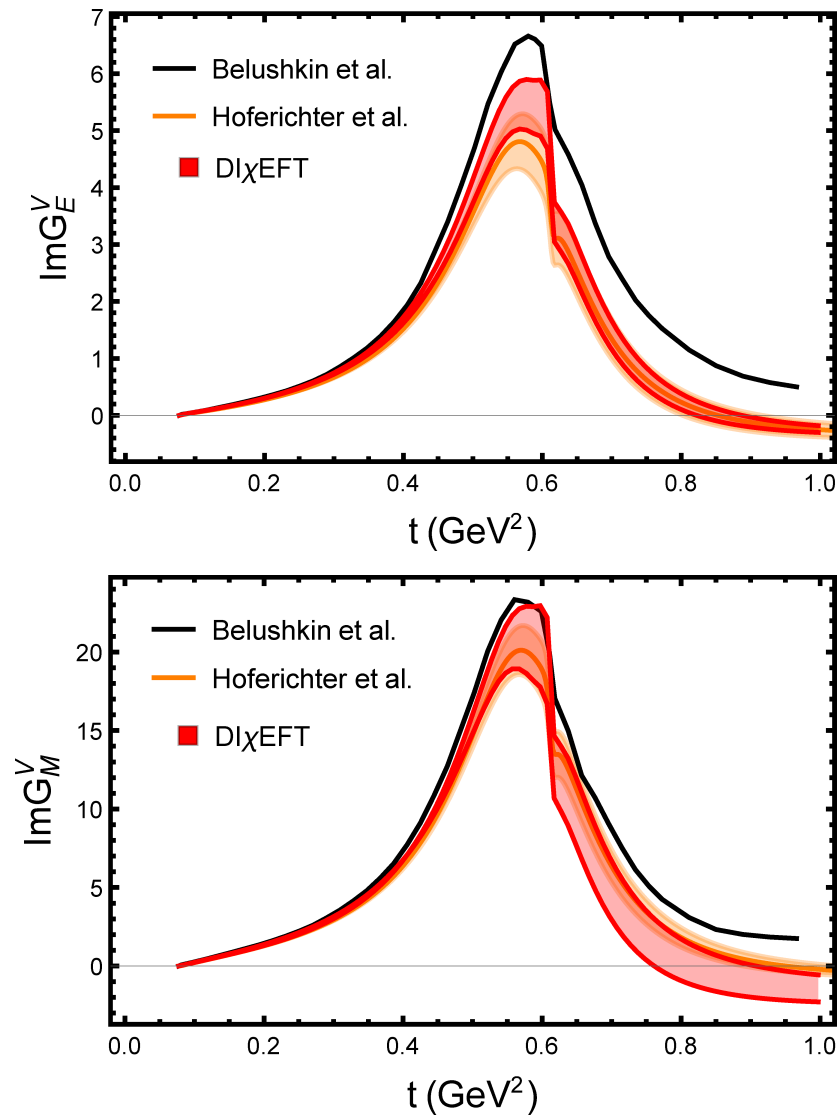 7
6
5
4
3
2
1
0
ImG_E^V
Belushkin et al.
Hoferichter et al.
DIχEFT
0.0 0.2 0.4 0.6 0.8 1.0
t (GeV²)
20
15
10
5
0
ImG_M^V
Belushkin et al.
Hoferichter et al.
DIχEFT
0.0 0.2 0.4 0.6 0.8 1.0
t (GeV²)